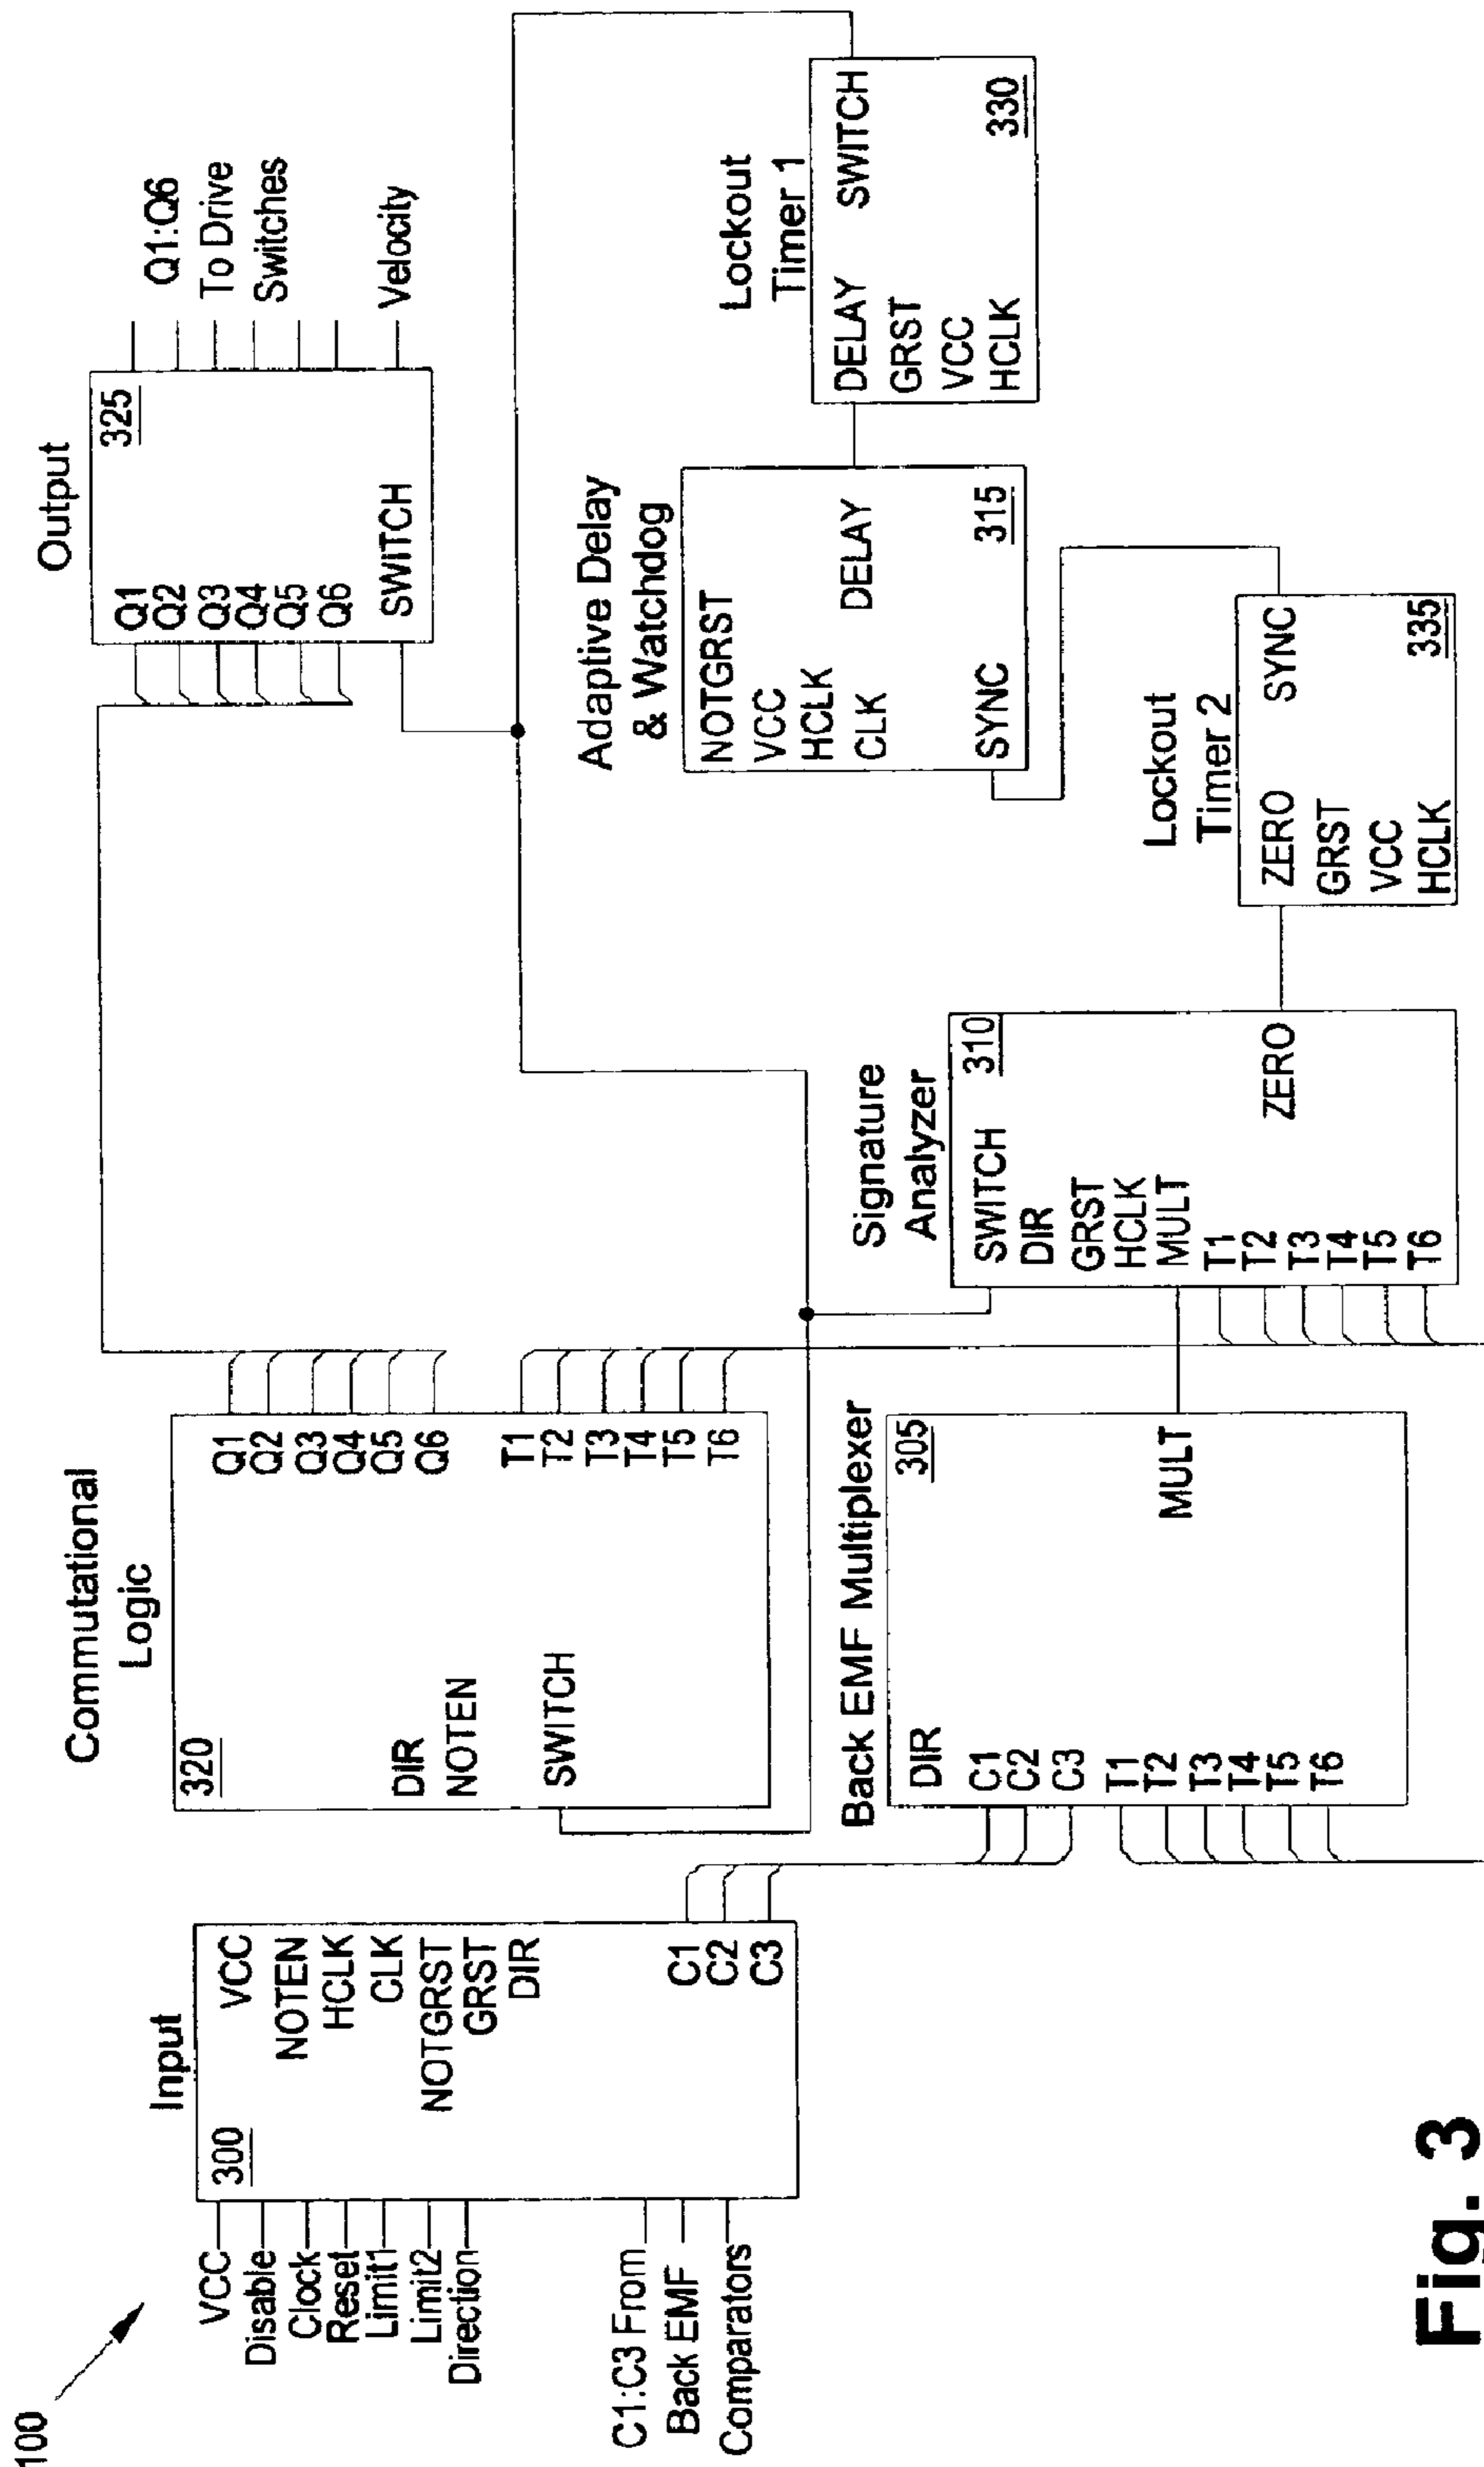 100
VCC
Disable
Clock
Reset
Limit1
Limit2
Direction
C1:C3 From
Back EMF
Comparators
Input
300
VCC
NOTEN
HCLK
CLK
NOTGRST
GRST
DIR
C1
C2
C3
Commutational
Logic
320
DIR
NOTEN
SWITCH
Q1
Q2
Q3
Q4
Q5
Q6
T1
T2
T3
T4
T5
T6
Back EMF Multiplexer
305
DIR
C1
C2
C3
T1
T2
T3
T4
T5
T6
MULT
Signature
Analyzer
310
SWITCH
DIR
GRST
HCLK
MULT
T1
T2
T3
T4
T5
T6
ZERO
Output
325
Q1
Q2
Q3
Q4
Q5
Q6
SWITCH
Q1:Q6
To Drive
Switches
Velocity
Adaptive Delay
& Watchdog
NOTGRST
VCC
HCLK
CLK
DELAY
SYNC
315
Lockout
Timer 2
ZERO
SYNC
GRST
VCC
HCLK
335
Lockout
Timer 1
DELAY
SWITCH
GRST
VCC
HCLK
330
Fig. 3